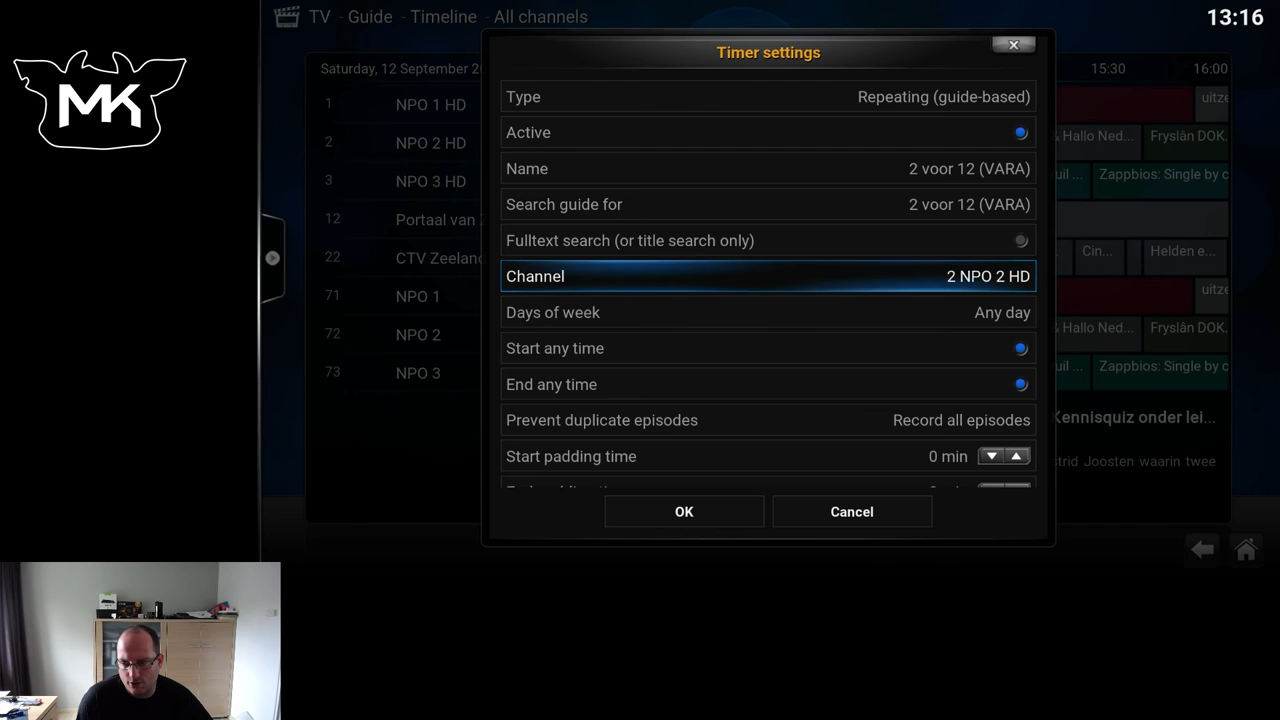 TV - Guide - Timeline - All channels
13:16
MK
Timer settings
Saturday, 12 September 2
15:30
16:00
1 NPO 1 HD
2 NPO 2 HD
3 NPO 3 HD
12 Portaal van
22 CTV Zeeland
71 NPO 1
72 NPO 2
73 NPO 3
Type Repeating (guide-based)
Active
Name 2 voor 12 (VARA)
Search guide for 2 voor 12 (VARA)
Fulltext search (or title search only)
Channel 2 NPO 2 HD
Days of week Any day
Start any time
End any time
Prevent duplicate episodes Record all episodes
Start padding time 0 min
OK
Cancel
uitze
& Hallo Ned... Fryslân DOK.
uil ... Zappbios: Single by c
Cin... Helden e...
uitze
& Hallo Ned... Fryslân DOK.
uil ... Zappbios: Single by c
Kennisquiz onder lei...
strid Joosten waarin twee